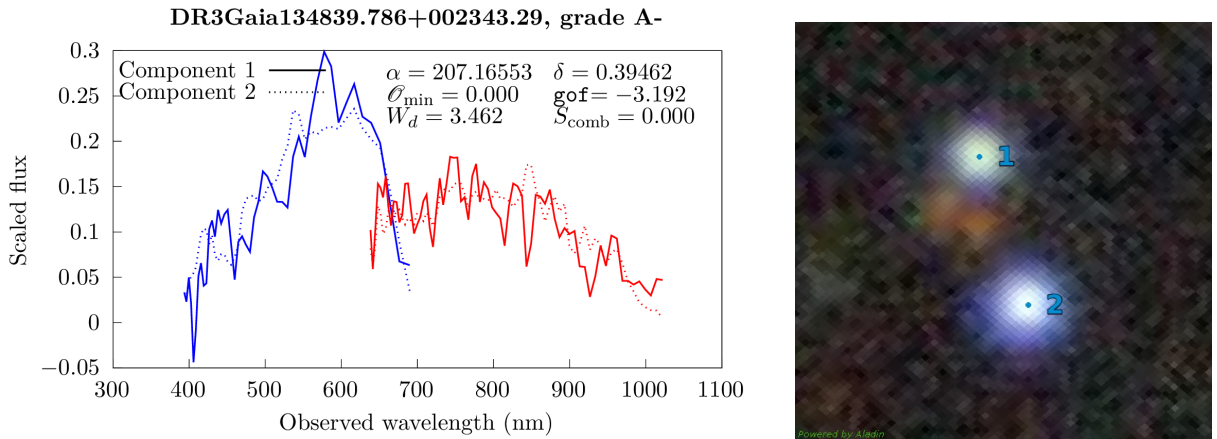 DR3Gaia134839.786+002343.29, grade A-
Component 1
Component 2
α = 207.16553 δ = 0.39462
𝒪min = 0.000 gof= −3.192
Wd = 3.462 Scomb = 0.000
0.3
0.25
0.2
0.15
0.1
0.05
0
−0.05
Scaled flux
300 400 500 600 700 800 900 1000 1100
Observed wavelength (nm)
1
2
Powered by Aladin